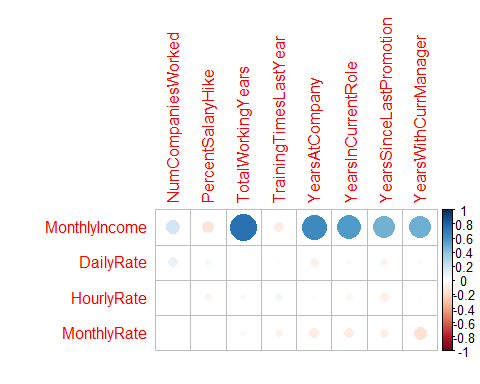 NumCompaniesWorked
PercentSalaryHike
TotalWorkingYears
TrainingTimesLastYear
YearsAtCompany
YearsInCurrentRole
YearsSinceLastPromotion
YearsWithCurrManager
MonthlyIncome
DailyRate
HourlyRate
MonthlyRate
1
0.8
0.6
0.4
0.2
0
-0.2
-0.4
-0.6
-0.8
-1